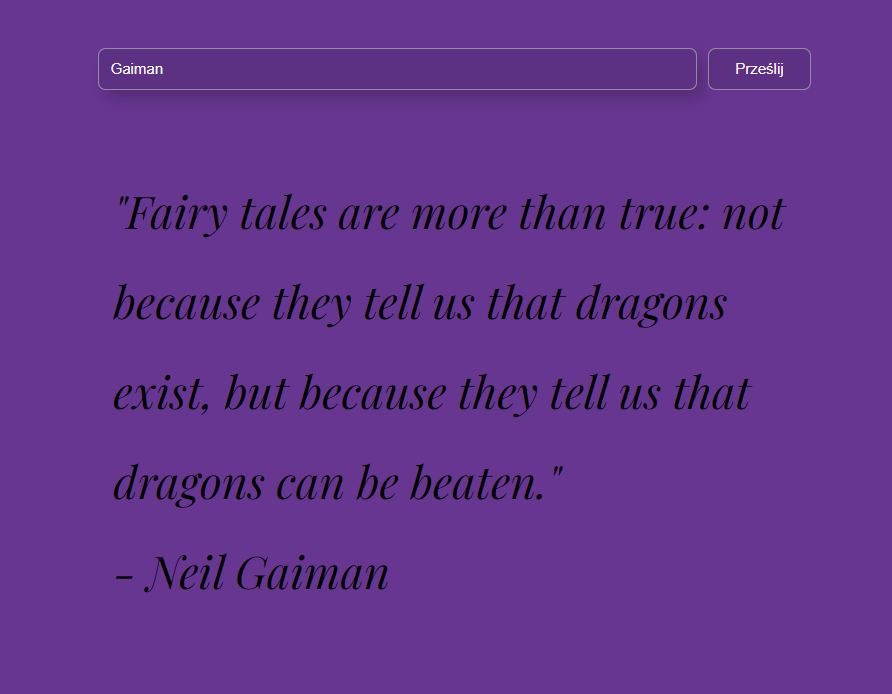 Gaiman
Prześlij
"Fairy tales are more than true: not
because they tell us that dragons
exist, but because they tell us that
dragons can be beaten."
- Neil Gaiman